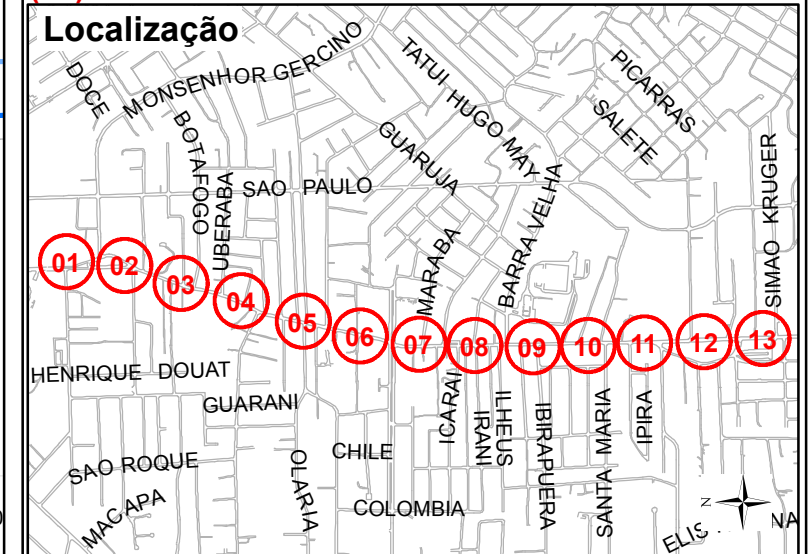 Localização
DOCE
MONSENHOR GERCINO
TATUI
HUGO MAY
PICARRAS
SALETE
BOTAFOGO
UBERABA
SAO PAULO
GUARUJA
BARRA VELHA
MARABA
SIMAO KRUGER
01
02
03
04
05
06
07
08
09
10
11
12
13
HENRIQUE DOUAT
GUARANI
ICARAI
IRANI
ILHEUS
IBIRAPUERA
SANTA MARIA
IPIRA
SAO ROQUE
MACAPA
OLARIA
CHILE
COLOMBIA
N
ELIS
NA